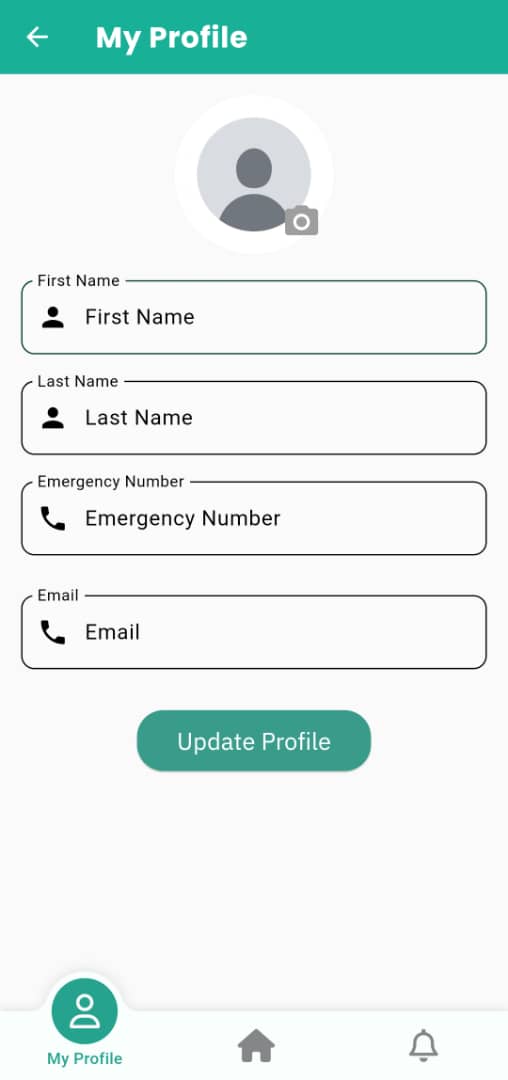 My Profile
First Name
First Name
Last Name
Last Name
Emergency Number
Emergency Number
Email
Email
Update Profile
My Profile